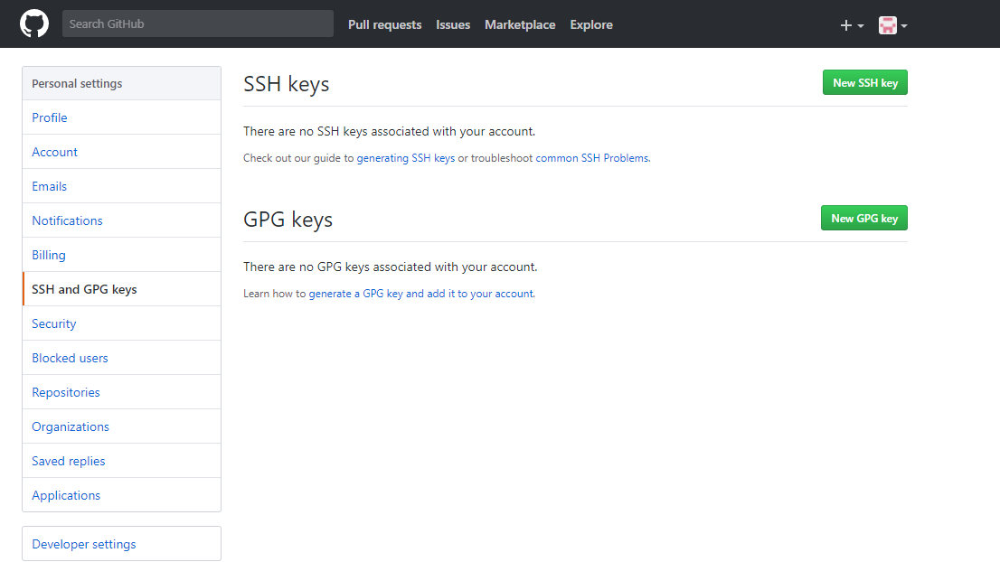 Search GitHub
Pull requests
Issues
Marketplace
Explore
Personal settings
Profile
Account
Emails
Notifications
Billing
SSH and GPG keys
Security
Blocked users
Repositories
Organizations
Saved replies
Applications
Developer settings
SSH keys
New SSH key
There are no SSH keys associated with your account.
Check out our guide to generating SSH keys or troubleshoot common SSH Problems.
GPG keys
New GPG key
There are no GPG keys associated with your account.
Learn how to generate a GPG key and add it to your account.